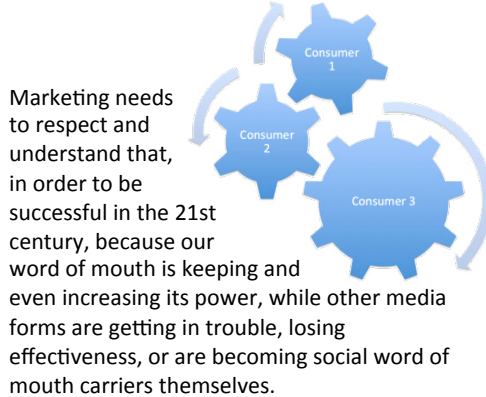 Consumer
1
Consumer
2
Consumer 3
Marketing needs
to respect and
understand that,
in order to be
successful in the 21st
century, because our
word of mouth is keeping and
even increasing its power, while other media
forms are getting in trouble, losing
effectiveness, or are becoming social word of
mouth carriers themselves.